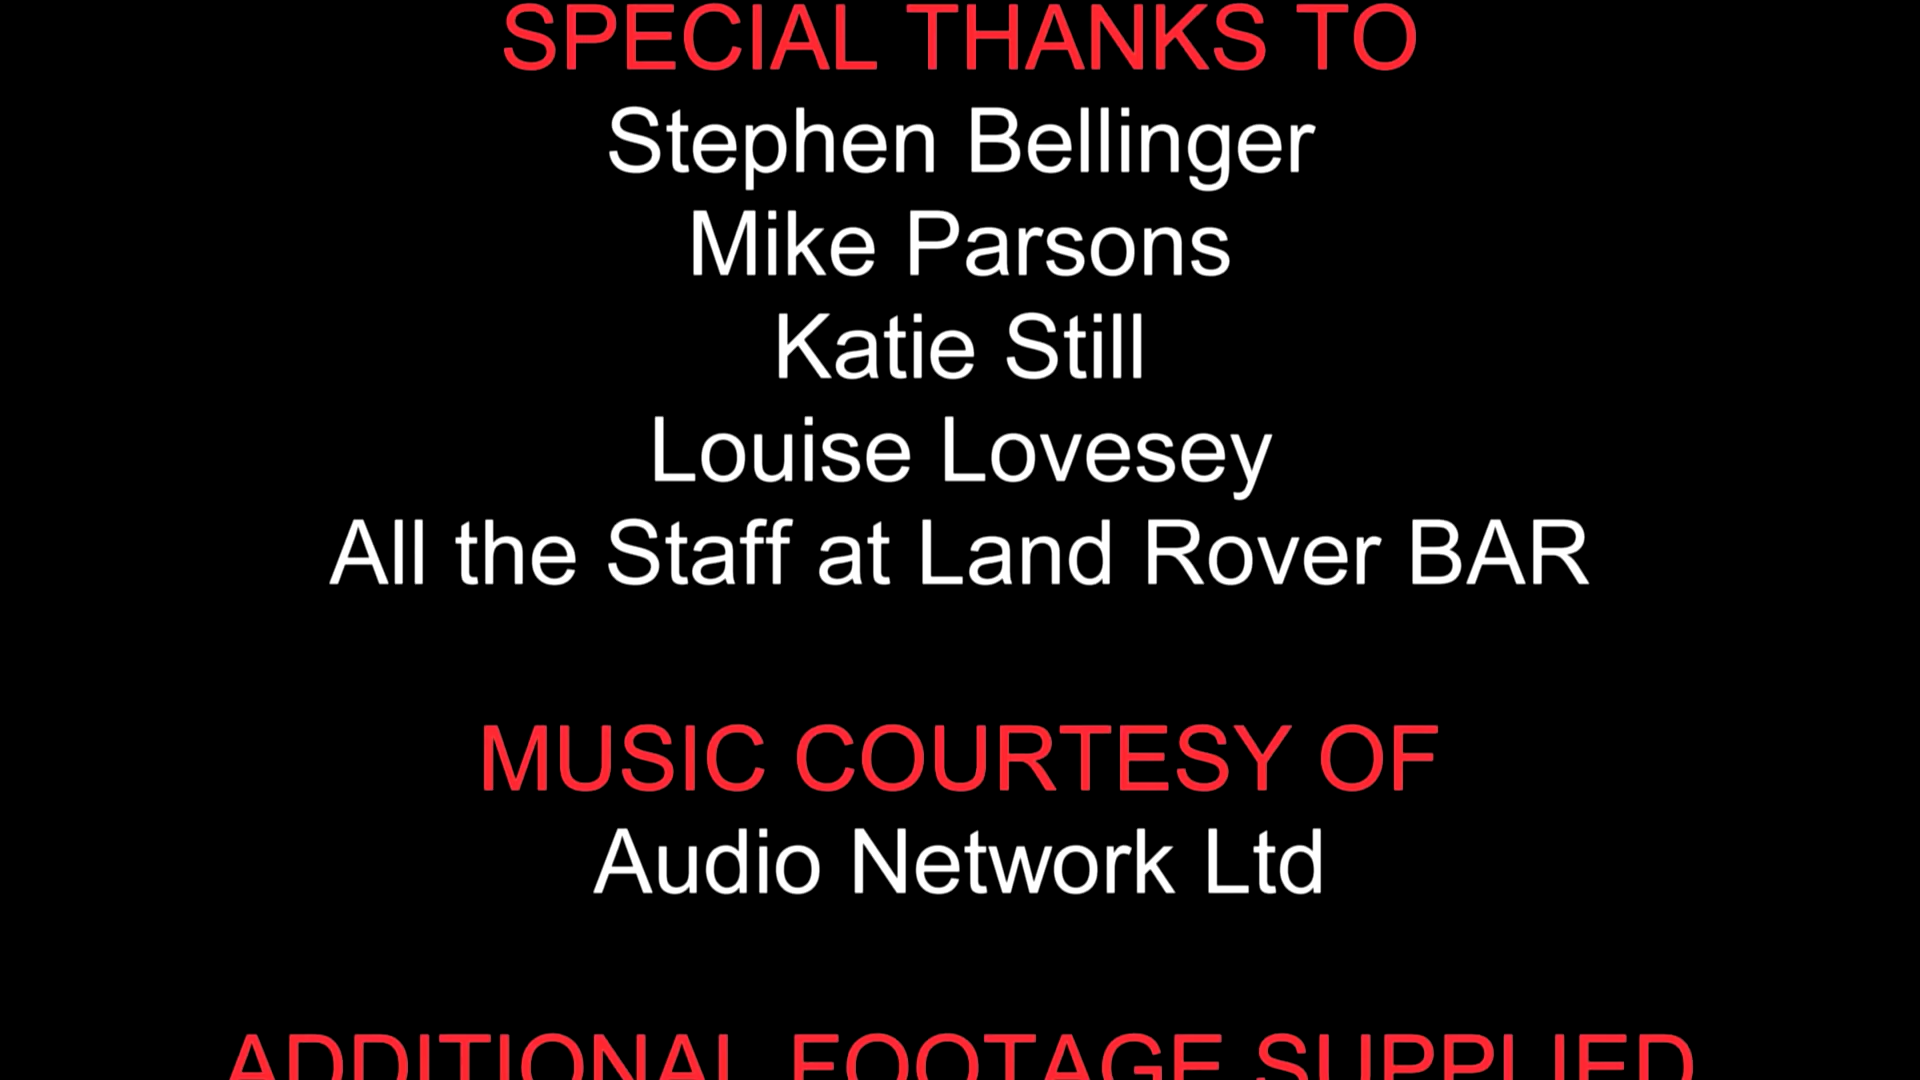 SPECIAL THANKS TO
Stephen Bellinger
Mike Parsons
Katie Still
Louise Lovesey
All the Staff at Land Rover BAR
MUSIC COURTESY OF
Audio Network Ltd
ADDITIONAL FOOTAGE SUPPLIED